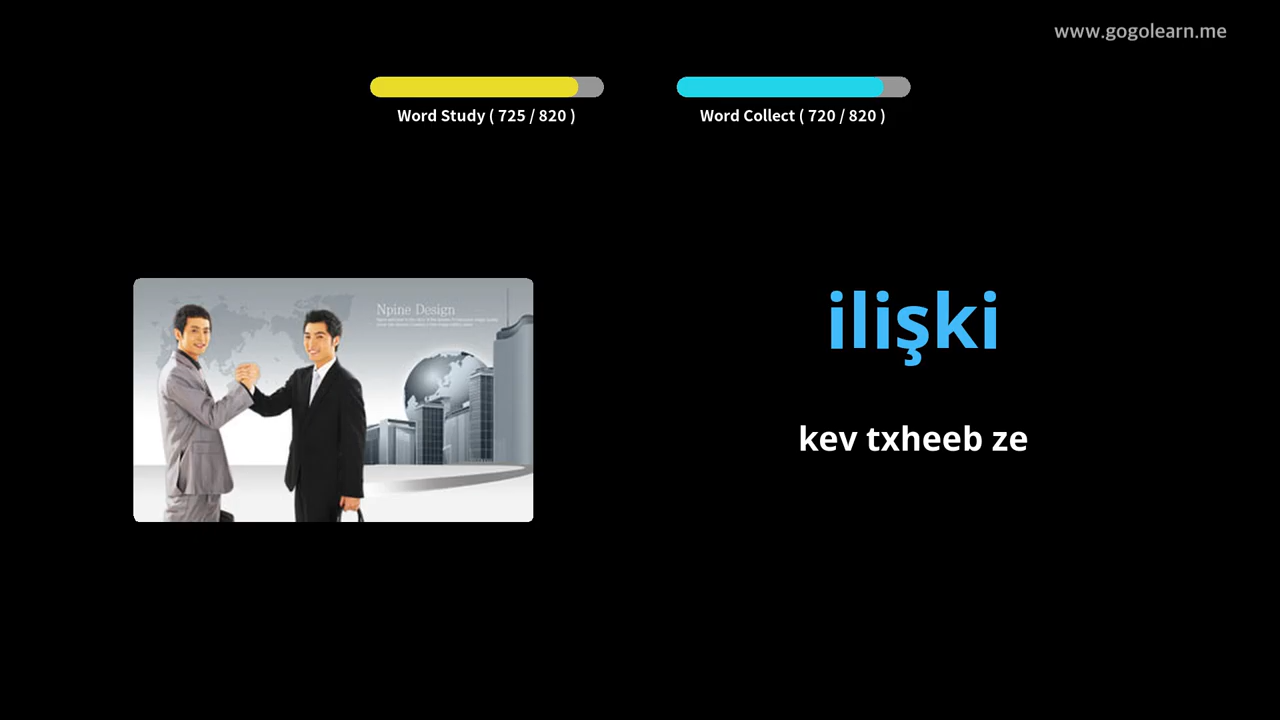 www.gogolearn.me
Word Study ( 725 / 820 )
Word Collect ( 720 / 820 )
Npine Design
ilişki
kev txheeb ze